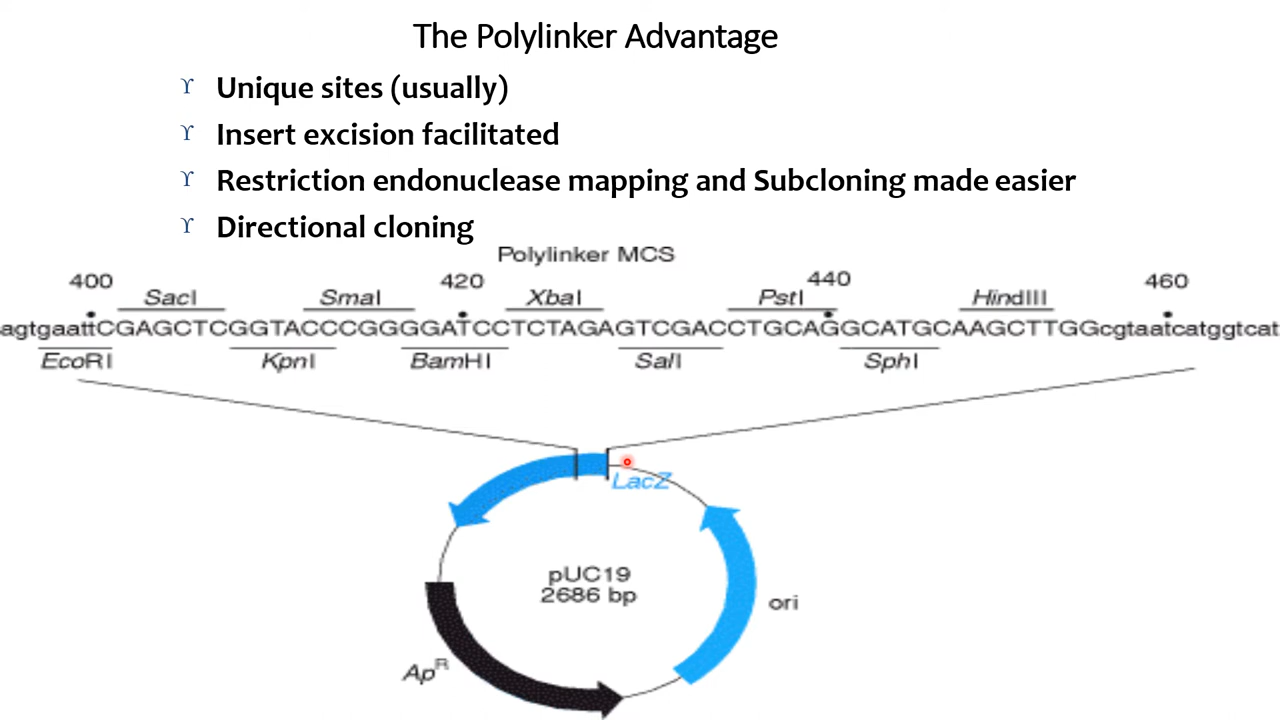 The Polylinker Advantage
ϒ Unique sites (usually)
ϒ Insert excision facilitated
ϒ Restriction endonuclease mapping and Subcloning made easier
ϒ Directional cloning
Polylinker MCS
400 420 440 460
SacI SmaI XbaI PstI HindIII
agtgaattCGAGCTCGGTACCCGGGGATCCTCTAGAGTCGACCTGCAGGCATGCAAGCTTGGcgtaatcatggtcat
EcoRI KpnI BamHI SalI SphI
LacZ
pUC19
2686 bp
ori
ApR